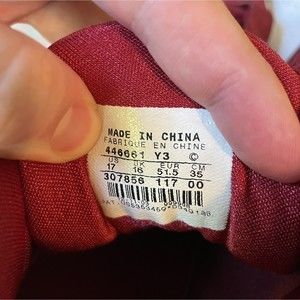 MADE IN CHINA
FABRIQUE EN CHINE
446661 Y3 ©
US UK EUR CM
17 16 51.5 35
307856 117 00